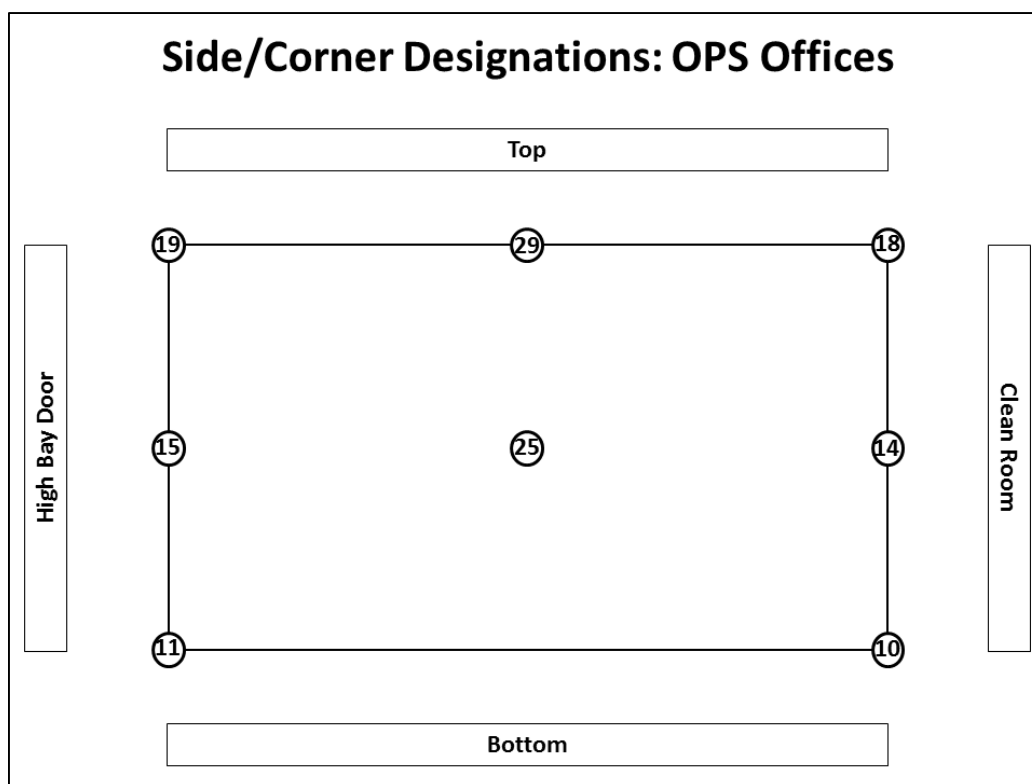 Side/Corner Designations: OPS Offices
Top
19
29
18
High Bay Door
15
25
14
Clean Room
11
10
Bottom